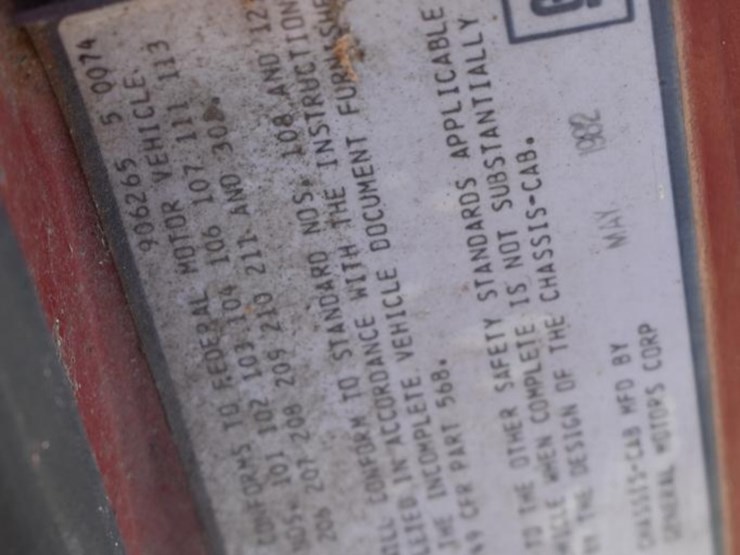 906265 5 0074
CONFORMS TO FEDERAL MOTOR VEHICLE
NOS. 101 102 103 104 106 107 111 113
206 207 208 209 210 211 AND 30
CONFORM TO STANDARD NOS. 108 AND 12
IN ACCORDANCE WITH THE INSTRUCTION
THE INCOMPLETE VEHICLE DOCUMENT FURNISHE
49 CFR PART 568.
TO THE OTHER SAFETY STANDARDS APPLICABLE
WHEN COMPLETE IS NOT SUBSTANTIALLY
THE DESIGN OF THE CHASSIS-CAB.
G
CHASSIS-CAB MFD BY MAY 1982
GENERAL MOTORS CORP